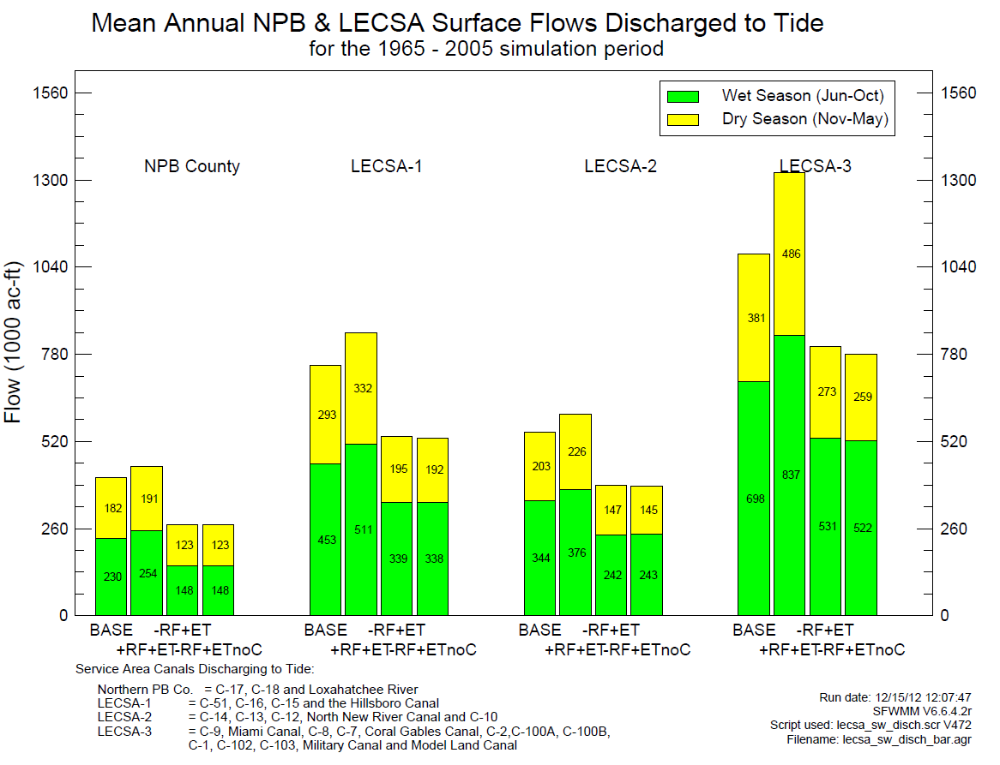 Mean Annual NPB & LECSA Surface Flows Discharged to Tide
for the 1965 - 2005 simulation period
Wet Season (Jun-Oct)
Dry Season (Nov-May)
NPB County LECSA-1 LECSA-2 LECSA-3
Flow (1000 ac-ft)
1560 1560
1300 1300
1040 1040
780 780
520 520
260 260
0 0
182 191 123 123
230 254 148 148
293 332 195 192
453 511 339 338
203 226 147 145
344 376 242 243
381 486 273 259
698 837 531 522
BASE -RF+ET BASE -RF+ET BASE -RF+ET BASE -RF+ET
+RF+ET-RF+ETnoC +RF+ET-RF+ETnoC +RF+ET-RF+ETnoC +RF+ET-RF+ETnoC
Service Area Canals Discharging to Tide:
Northern PB Co. = C-17, C-18 and Loxahatchee River
LECSA-1 = C-51, C-16, C-15 and the Hillsboro Canal
LECSA-2 = C-14, C-13, C-12, North New River Canal and C-10
LECSA-3 = C-9, Miami Canal, C-8, C-7, Coral Gables Canal, C-2,C-100A, C-100B,
C-1, C-102, C-103, Military Canal and Model Land Canal
Run date: 12/15/12 12:07:47
SFWMM V6.6.4.2r
Script used: lecsa_sw_disch.scr V472
Filename: lecsa_sw_disch_bar.agr